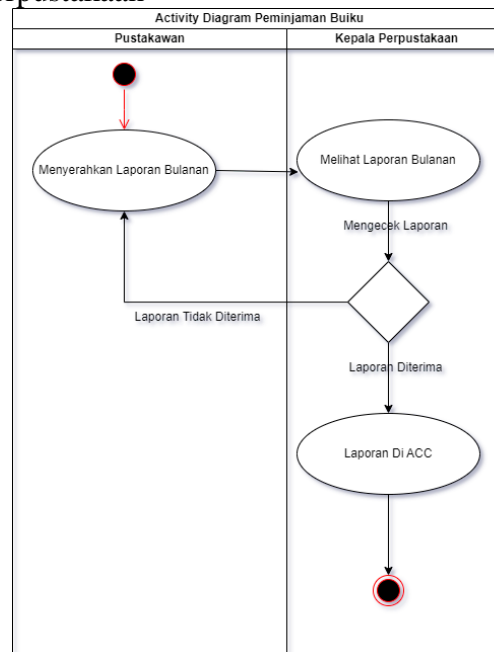 Activity Diagram Peminjaman Buiku
Pustakawan
Kepala Perpustakaan
Menyerahkan Laporan Bulanan
Melihat Laporan Bulanan
Mengecek Laporan
Laporan Tidak Diterima
Laporan Diterima
Laporan Di ACC